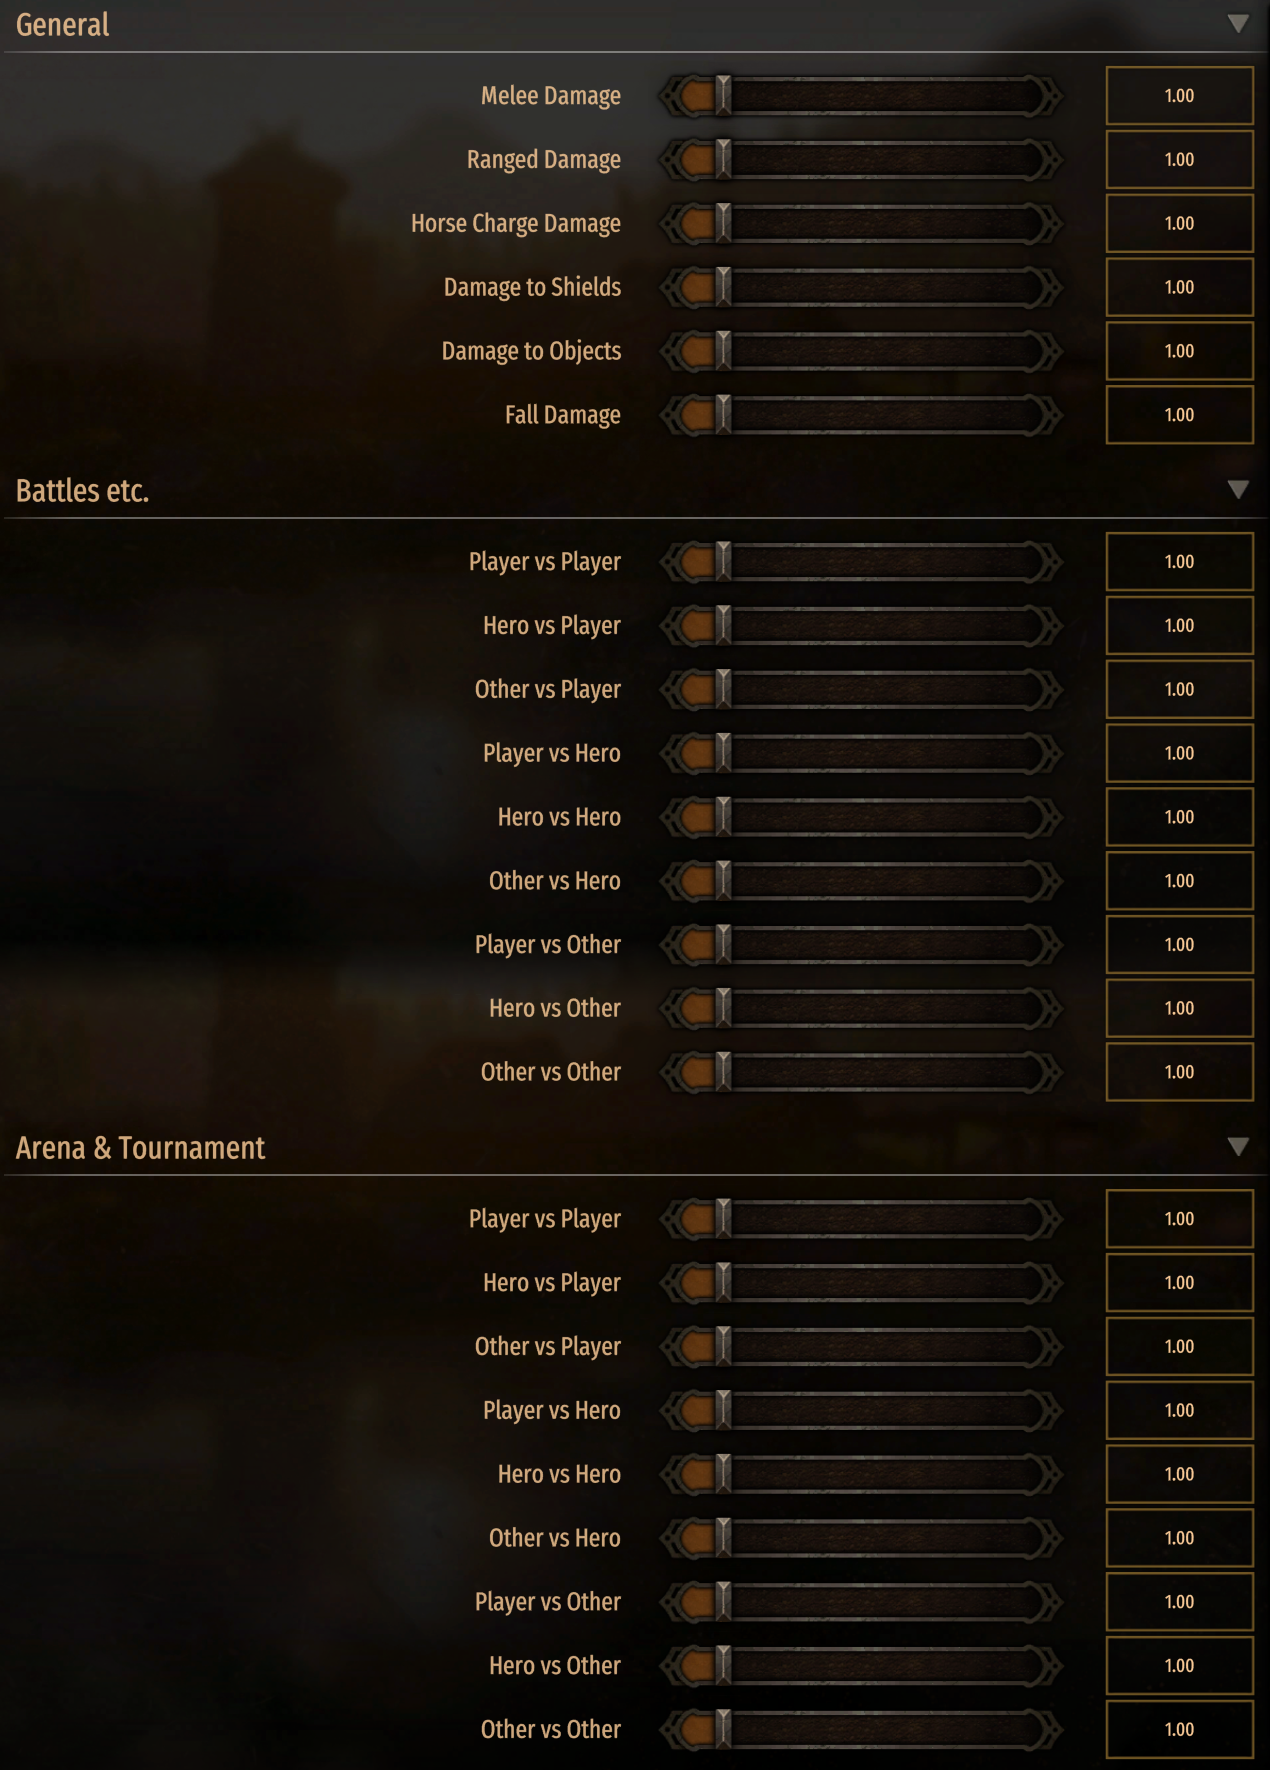 General
Melee Damage 1.00
Ranged Damage 1.00
Horse Charge Damage 1.00
Damage to Shields 1.00
Damage to Objects 1.00
Fall Damage 1.00
Battles etc.
Player vs Player 1.00
Hero vs Player 1.00
Other vs Player 1.00
Player vs Hero 1.00
Hero vs Hero 1.00
Other vs Hero 1.00
Player vs Other 1.00
Hero vs Other 1.00
Other vs Other 1.00
Arena & Tournament
Player vs Player 1.00
Hero vs Player 1.00
Other vs Player 1.00
Player vs Hero 1.00
Hero vs Hero 1.00
Other vs Hero 1.00
Player vs Other 1.00
Hero vs Other 1.00
Other vs Other 1.00